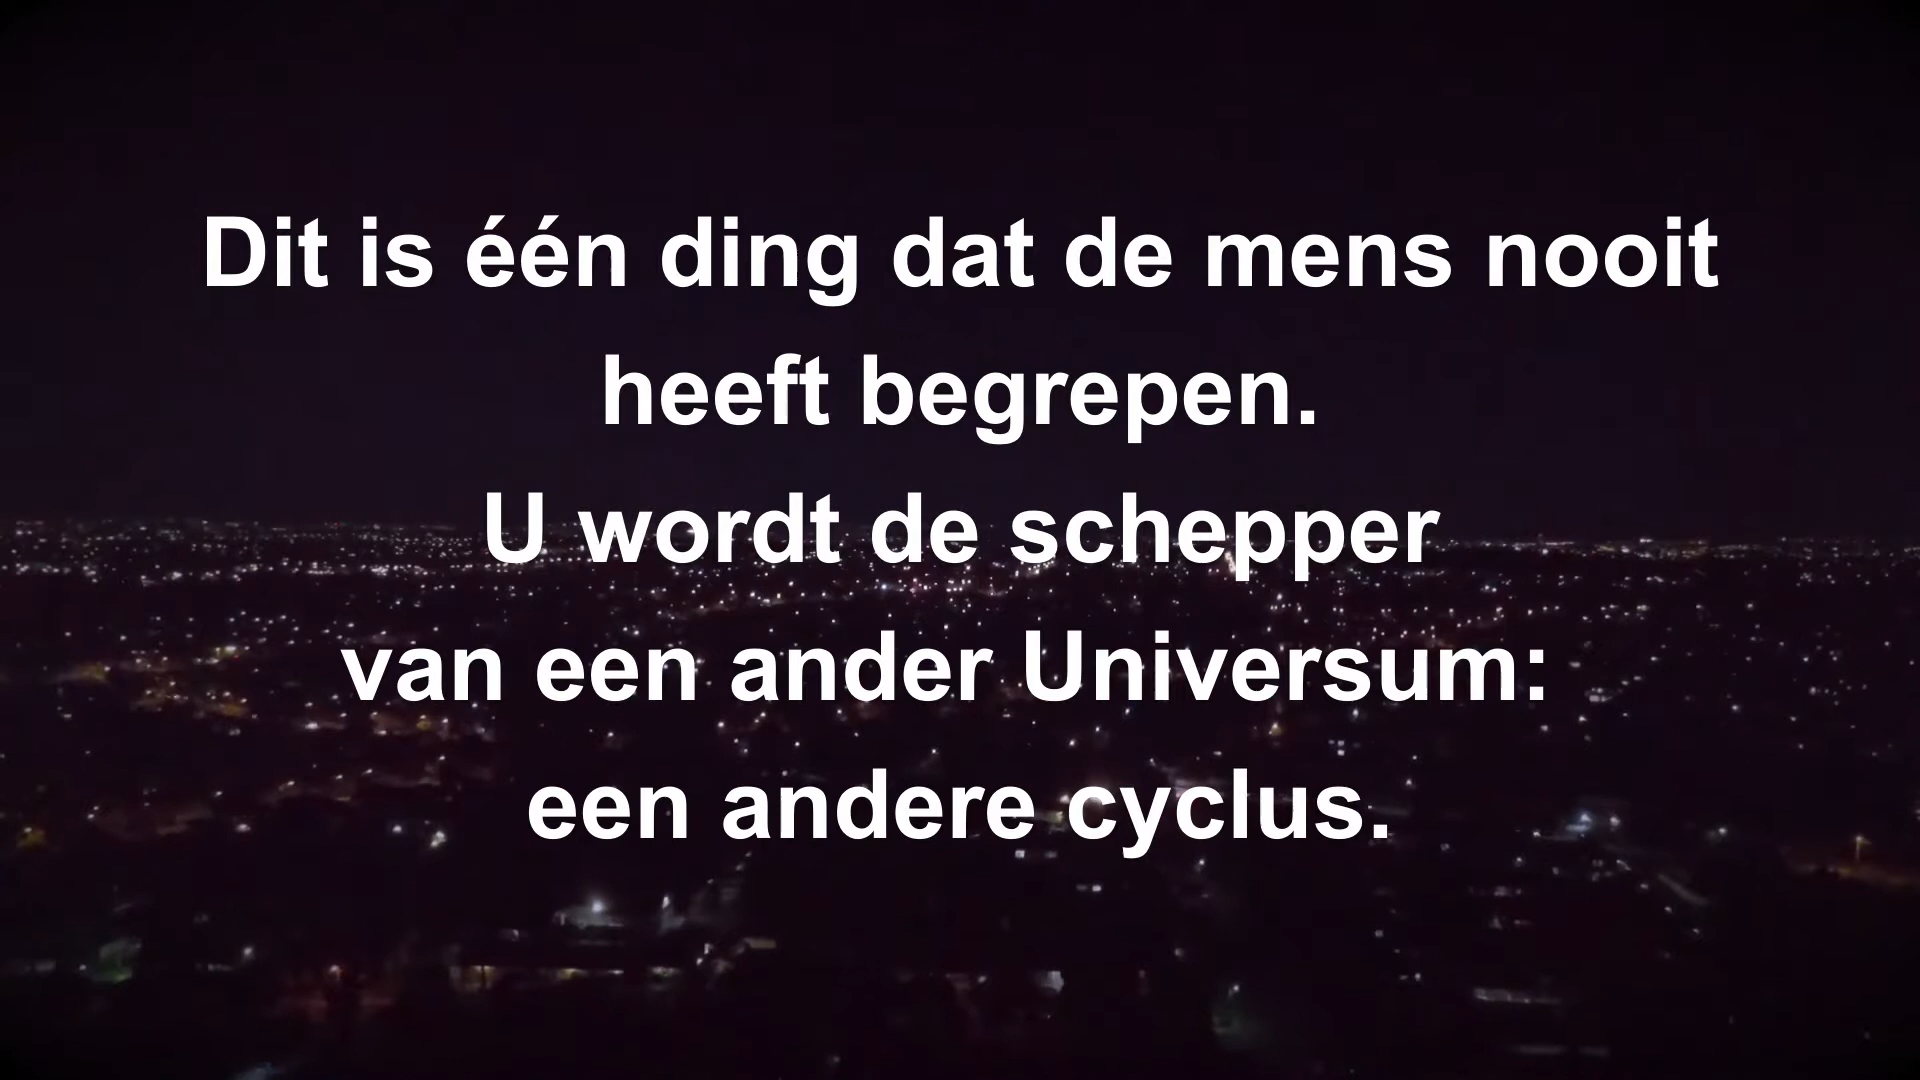 Dit is één ding dat de mens nooit
heeft begrepen.
U wordt de schepper
van een ander Universum:
een andere cyclus.